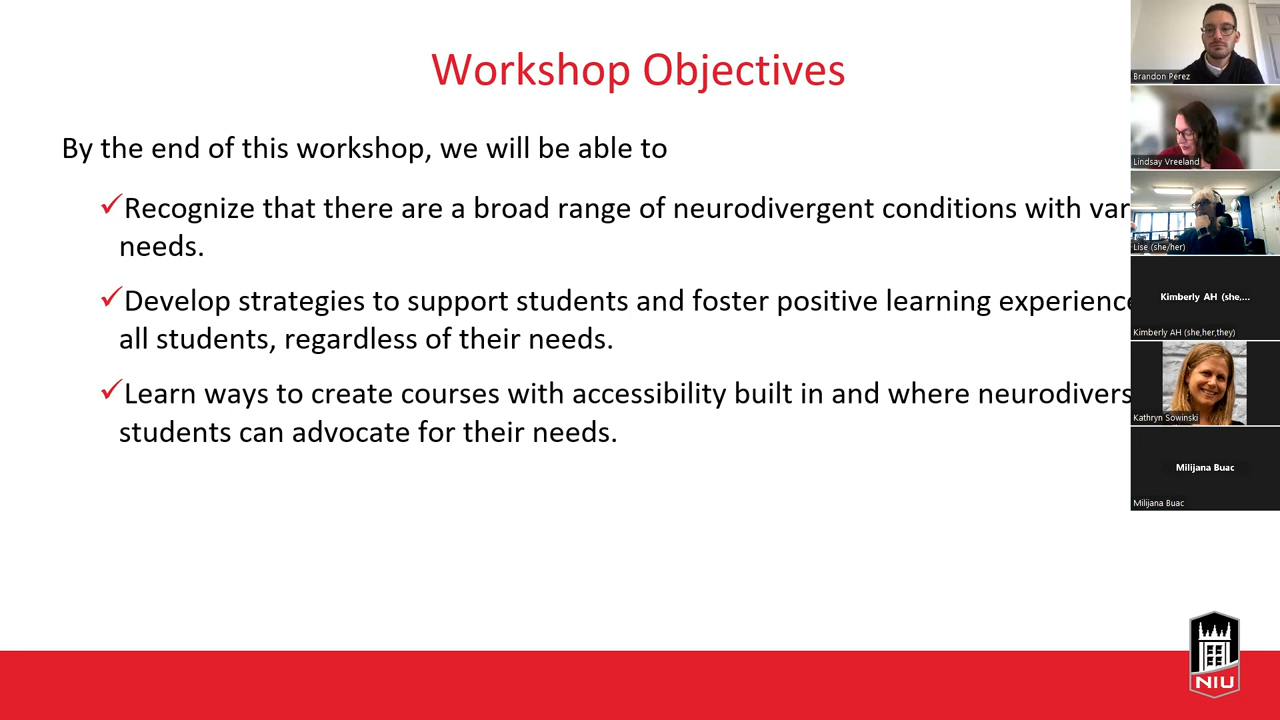 Workshop Objectives
By the end of this workshop, we will be able to
✓Recognize that there are a broad range of neurodivergent conditions with
needs.
✓Develop strategies to support students and foster positive learning
all students, regardless of their needs.
✓Learn ways to create courses with accessibility built in and where
students can advocate for their needs.
Brandon Perez
Lindsay Vreeland
Lise (she/her)
Kimberly AH (she,...
Kimberly AH (she,her,they)
Kathryn Sowinski
Milijana Buac
Milijana Buac
NIU